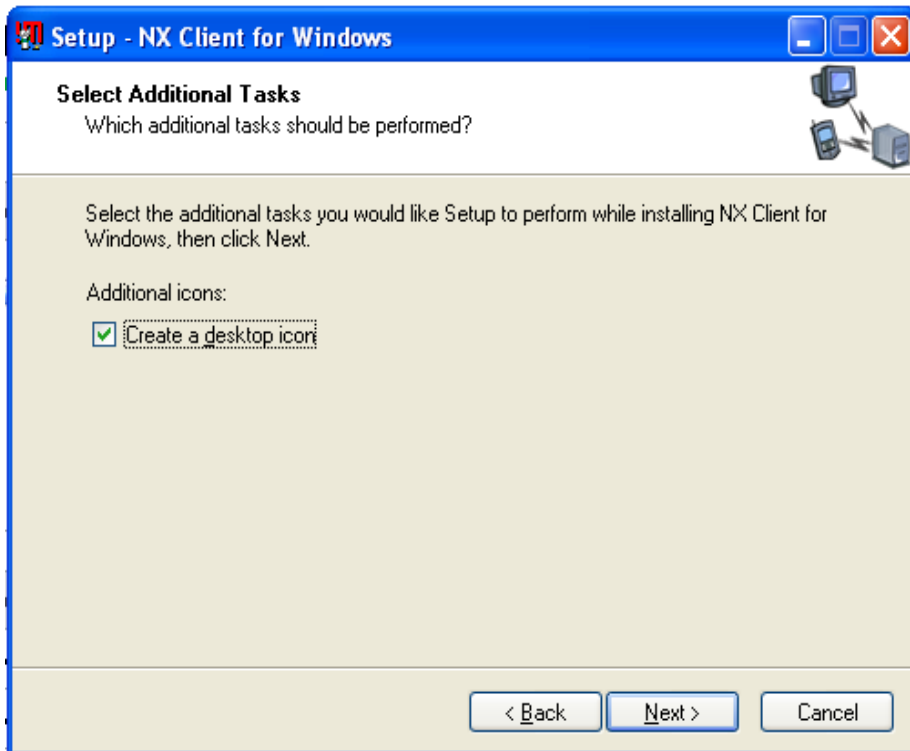 Setup - NX Client for Windows
Select Additional Tasks
Which additional tasks should be performed?
Select the additional tasks you would like Setup to perform while installing NX Client for
Windows, then click Next.
Additional icons:
Create a desktop icon
< Back
Next >
Cancel